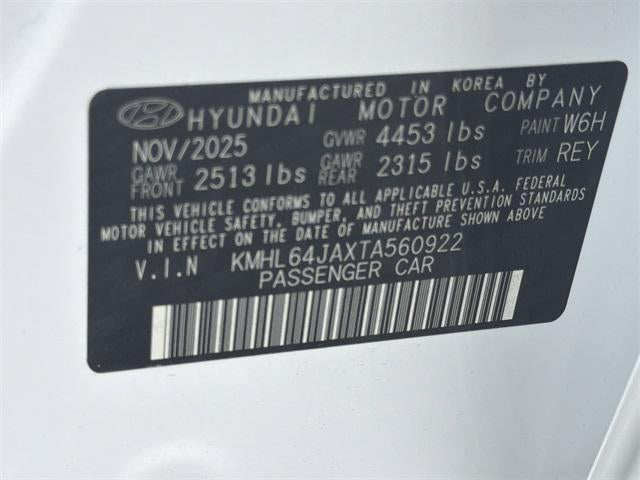 MANUFACTURED IN KOREA BY
HYUNDAI MOTOR COMPANY
NOV/2025 GVWR 4453 lbs PAINT W6H
GAWR FRONT 2513 lbs GAWR REAR 2315 lbs TRIM REY
THIS VEHICLE CONFORMS TO ALL APPLICABLE U.S.A. FEDERAL
MOTOR VEHICLE SAFETY, BUMPER, AND THEFT PREVENTION STANDARDS
IN EFFECT ON THE DATE OF MANUFACTURE SHOWN ABOVE
V.I.N KMHL64JAXTA560922
PASSENGER CAR